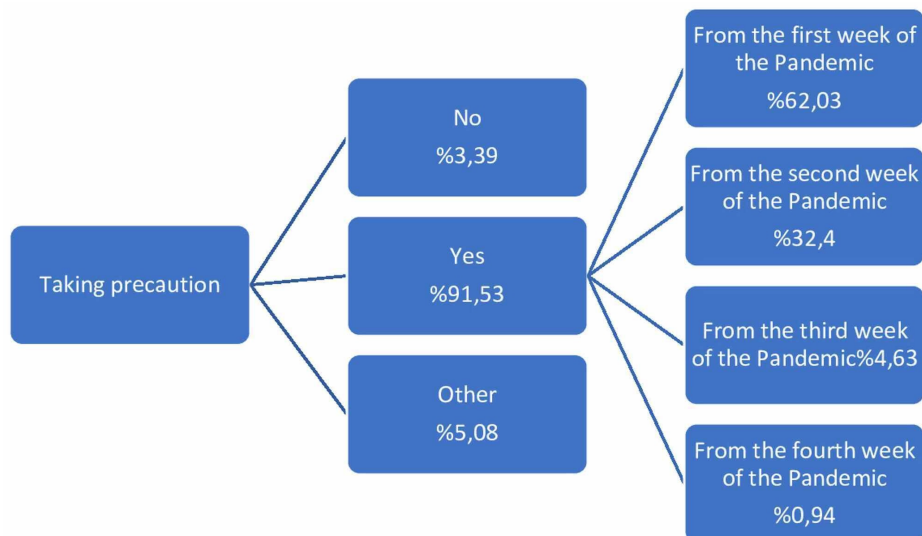 Taking precaution
No
%3,39
Yes
%91,53
Other
%5,08
From the first week of
the Pandemic
%62,03
From the second week
of the Pandemic
%32,4
From the third week
of the Pandemic%4,63
From the fourth week
of the Pandemic
%0,94